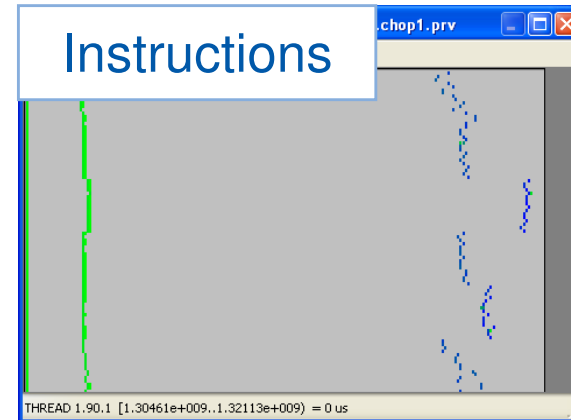 .chop1.prv
Instructions
THREAD 1.90.1 [1.30461e+009..1.32113e+009) = 0 us